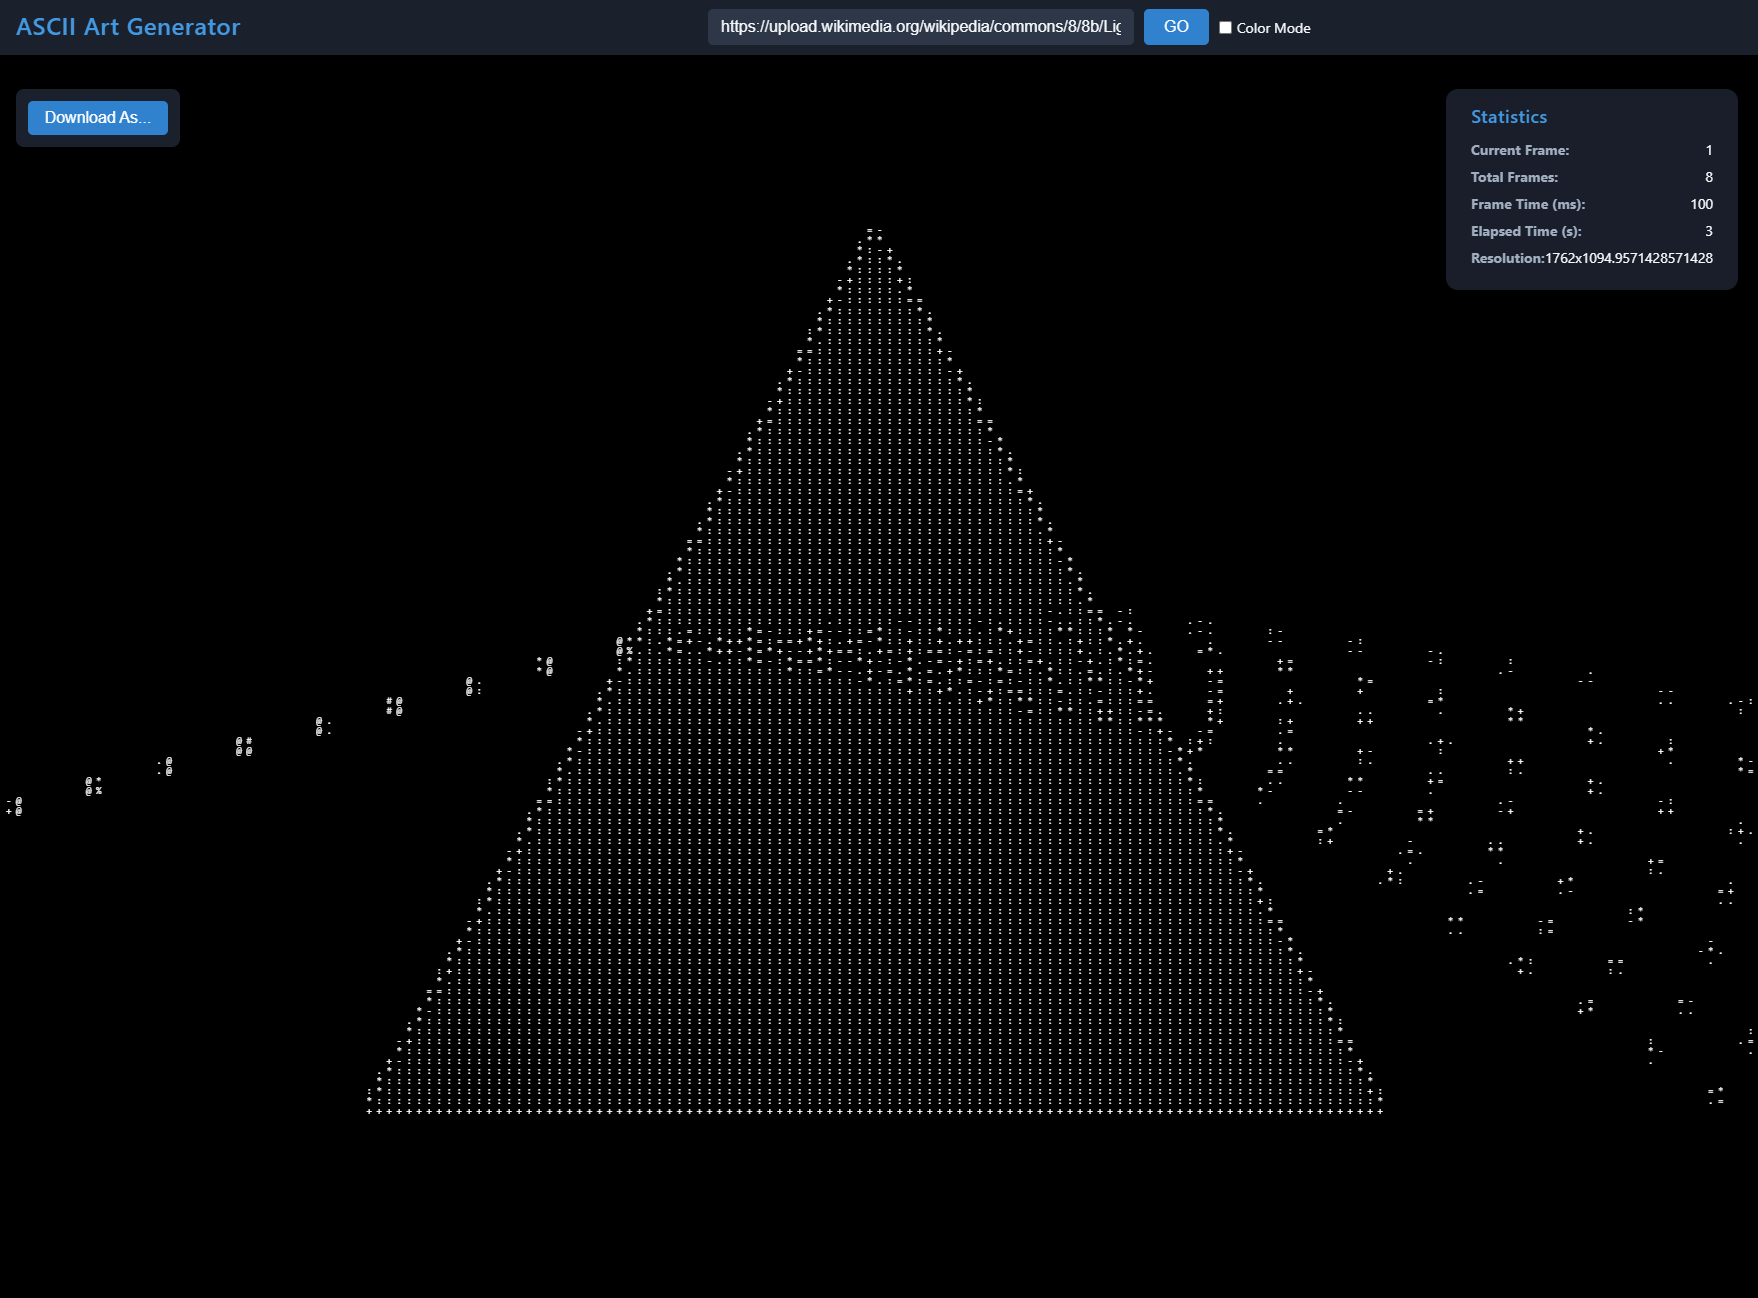 ASCII Art Generator
https://upload.wikimedia.org/wikipedia/commons/8/8b/Lig
GO
Color Mode
Download As...
Statistics
Current Frame: 1
Total Frames: 8
Frame Time (ms): 100
Elapsed Time (s): 3
Resolution:1762x1094.9571428571428